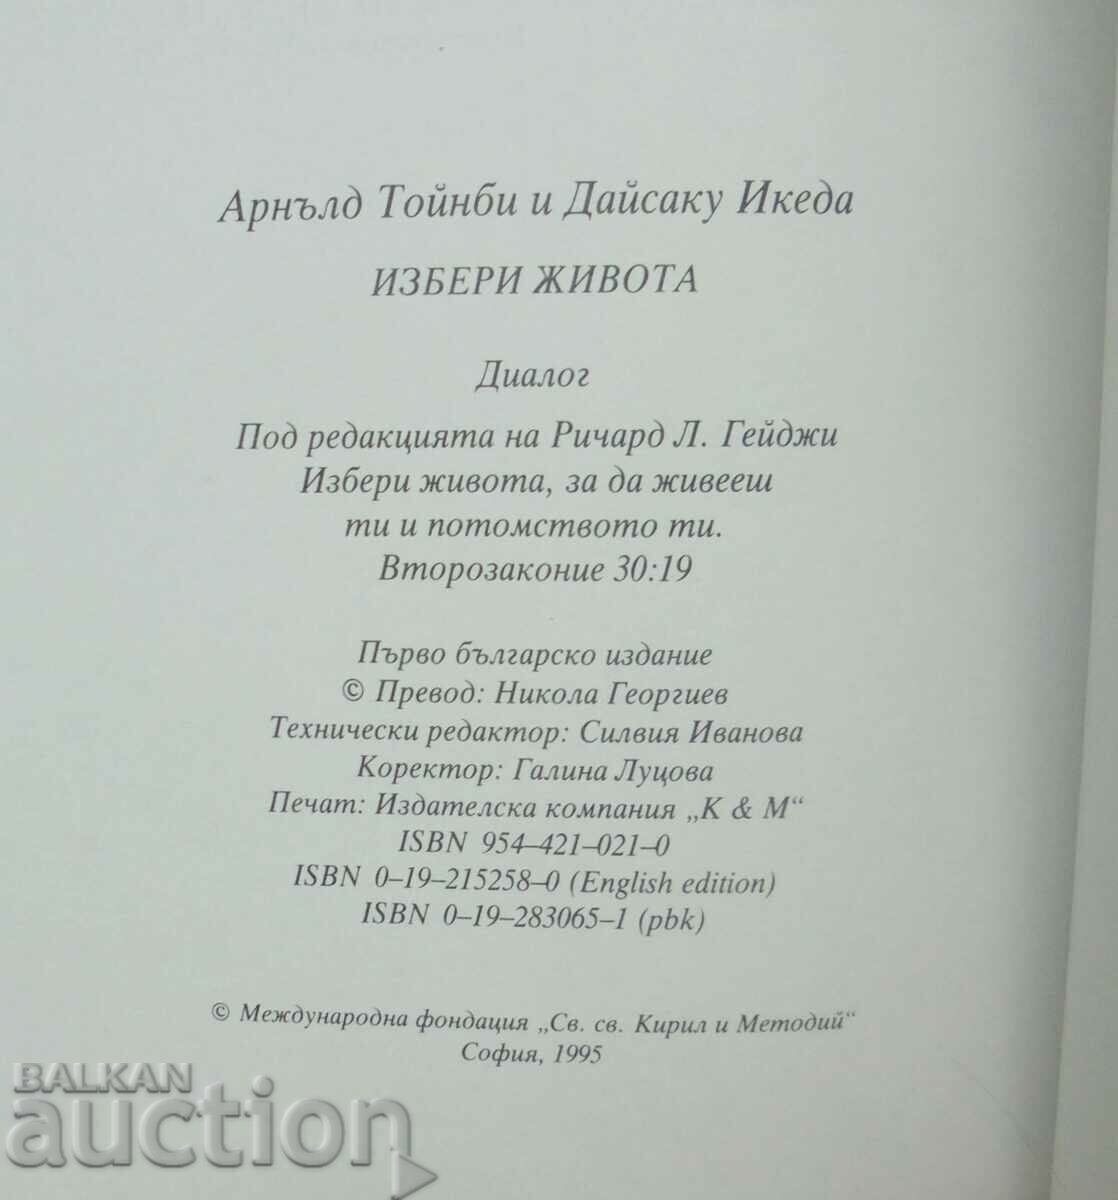 Арнълд Тойнби и Дайсаку Икеда
ИЗБЕРИ ЖИВОТА
Диалог
Под редакцията на Ричард Л. Гейджи
Избери живота, за да живееш
ти и потомството ти.
Второзаконие 30:19
Първо българско издание
© Превод: Никола Георгиев
Технически редактор: Силвия Иванова
Коректор: Галина Луцова
Печат: Издателска компания „K & M“
ISBN 954–421–021–0
ISBN 0–19–215258–0 (English edition)
ISBN 0–19–283065–1 (pbk)
© Международна фондация „Св. св. Кирил и Методий“
София, 1995
BALKAN
auction